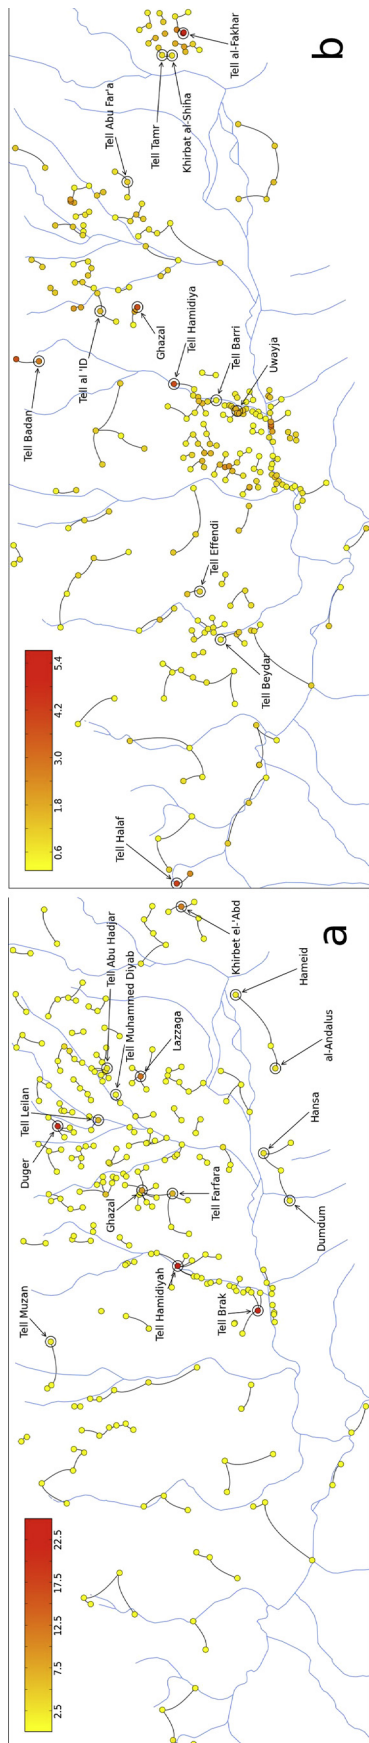 2.5 7.5 12.5 17.5 22.5
Tell Muzan
Duger
Tell Leilan
Tell Abu Hadjar
Tell Muhammed Diyab
Lazzaga
Ghazal
Tell Farfara
Tell Hamidiyah
Tell Brak
Khirbet el-'Abd
Hameid
al-Andalus
Hansa
Dumdum
a
0.6 1.8 3.0 4.2 5.4
Tell Badan
Tell al 'ID
Tell Abu Far'a
Tell Tamr
Khirbat al-Shiha
Tell al-Fakhar
Tell Halaf
Ghazal
Tell Hamidiya
Tell Barri
Uwayja
Tell Effendi
Tell Beydar
b